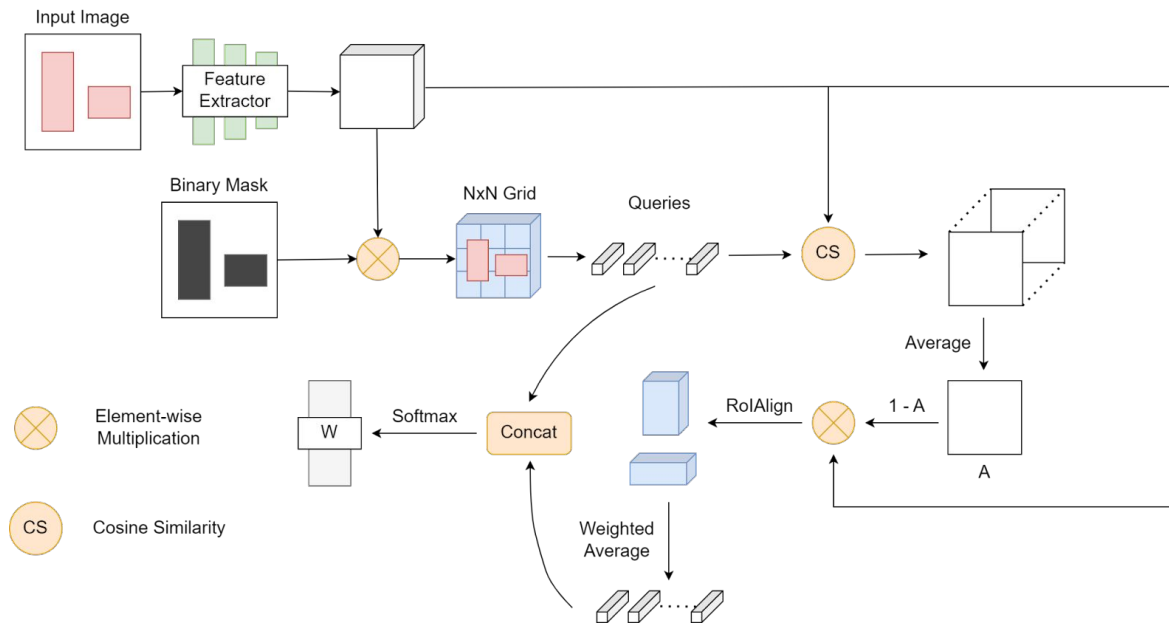 Input Image
Feature
Extractor
Binary Mask
NxN Grid
Queries
CS
Average
RoIAlign
1 - A
A
Softmax
W
Concat
Element-wise
Multiplication
CS
Cosine Similarity
Weighted
Average